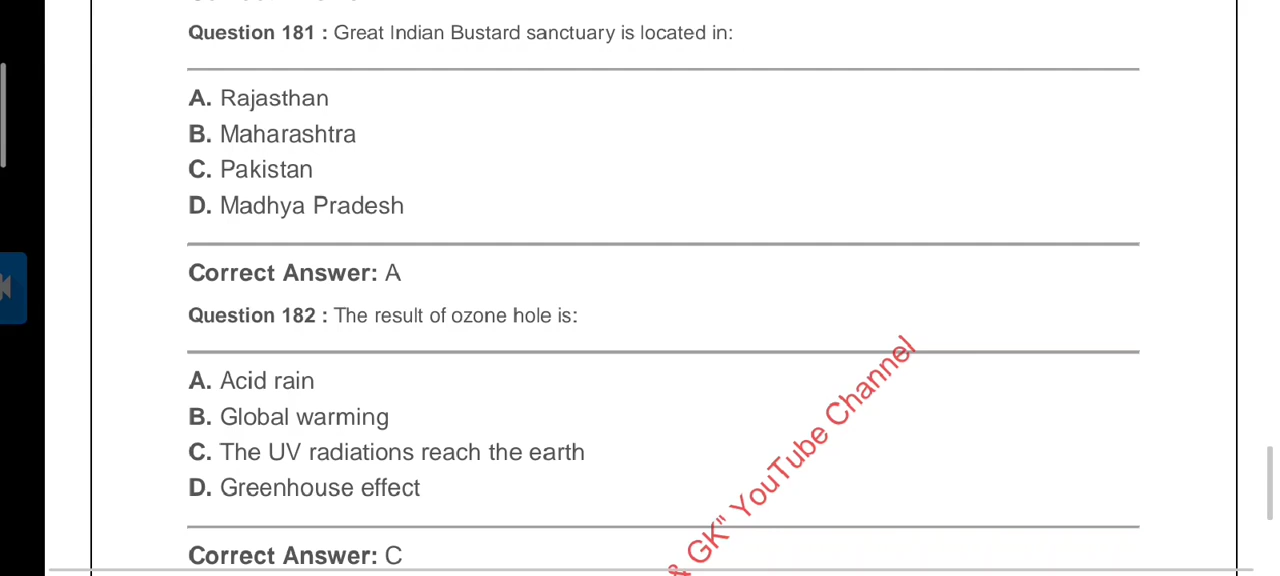 Question 181 : Great Indian Bustard sanctuary is located in:
A. Rajasthan
B. Maharashtra
C. Pakistan
D. Madhya Pradesh
Correct Answer: A
Question 182 : The result of ozone hole is:
A. Acid rain
B. Global warming
C. The UV radiations reach the earth
D. Greenhouse effect
Correct Answer: C
& GK" YouTube Channel